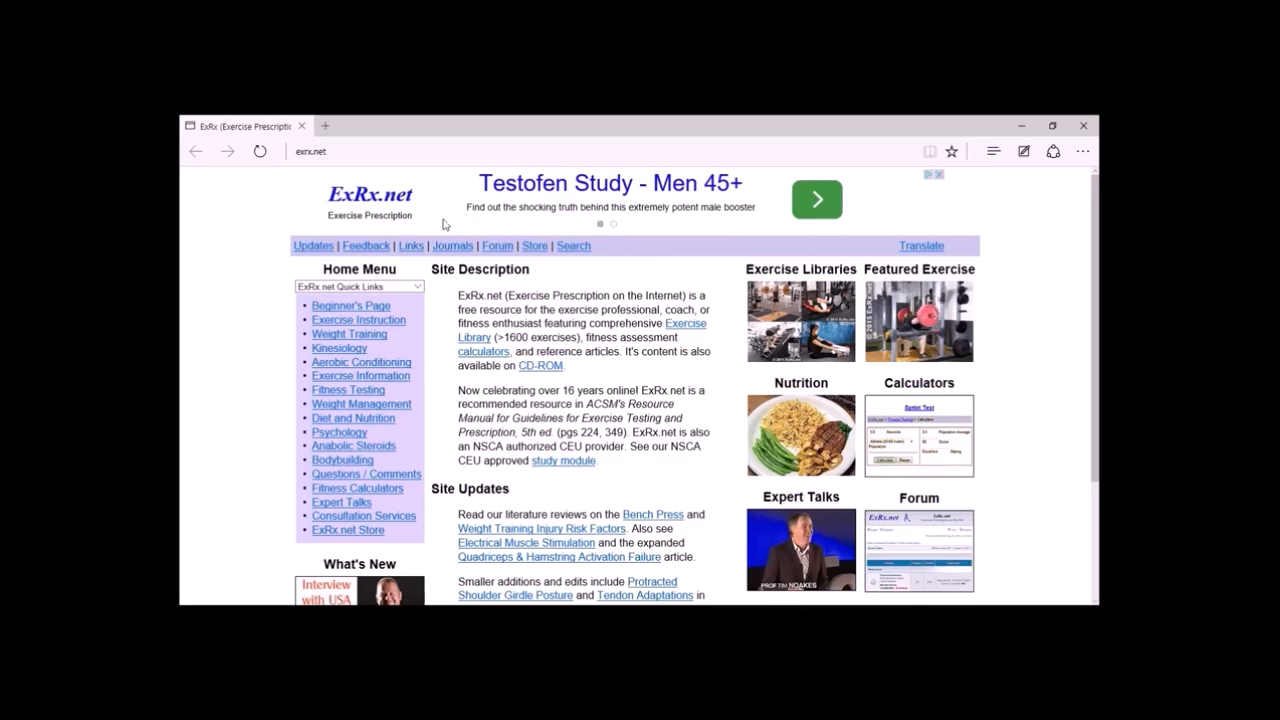 ExRx (Exercise Prescriptic
exrx.net
ExRx.net
Exercise Prescription
Testofen Study - Men 45+
Find out the shocking truth behind this extremely potent male booster
Updates | Feedback | Links | Journals | Forum | Store | Search
Translate
Home Menu
ExRx.net Quick Links
• Beginner's Page
• Exercise Instruction
• Weight Training
• Kinesiology
• Aerobic Conditioning
• Exercise Information
• Fitness Testing
• Weight Management
• Diet and Nutrition
• Psychology
• Anabolic Steroids
• Bodybuilding
• Questions / Comments
• Fitness Calculators
• Expert Talks
• Consultation Services
• ExRx.net Store
What's New
Interview
with USA
Site Description
ExRx.net (Exercise Prescription on the Internet) is a
free resource for the exercise professional, coach, or
fitness enthusiast featuring comprehensive Exercise
Library (>1600 exercises), fitness assessment
calculators, and reference articles. It's content is also
available on CD-ROM.
Now celebrating over 16 years online! ExRx.net is a
recommended resource in ACSM's Resource
Manual for Guidelines for Exercise Testing and
Prescription, 5th ed. (pgs 224, 349). ExRx.net is also
an NSCA authorized CEU provider. See our NSCA
CEU approved study module.
Site Updates
Read our literature reviews on the Bench Press and
Weight Training Injury Risk Factors. Also see
Electrical Muscle Stimulation and the expanded
Quadriceps & Hamstring Activation Failure article.
Smaller additions and edits include Protracted
Shoulder Girdle Posture and Tendon Adaptations in
Exercise Libraries
Featured Exercise
Nutrition
Calculators
Sprint Test
Expert Talks
PROF TIM NOAKES
Forum
ExRx.net